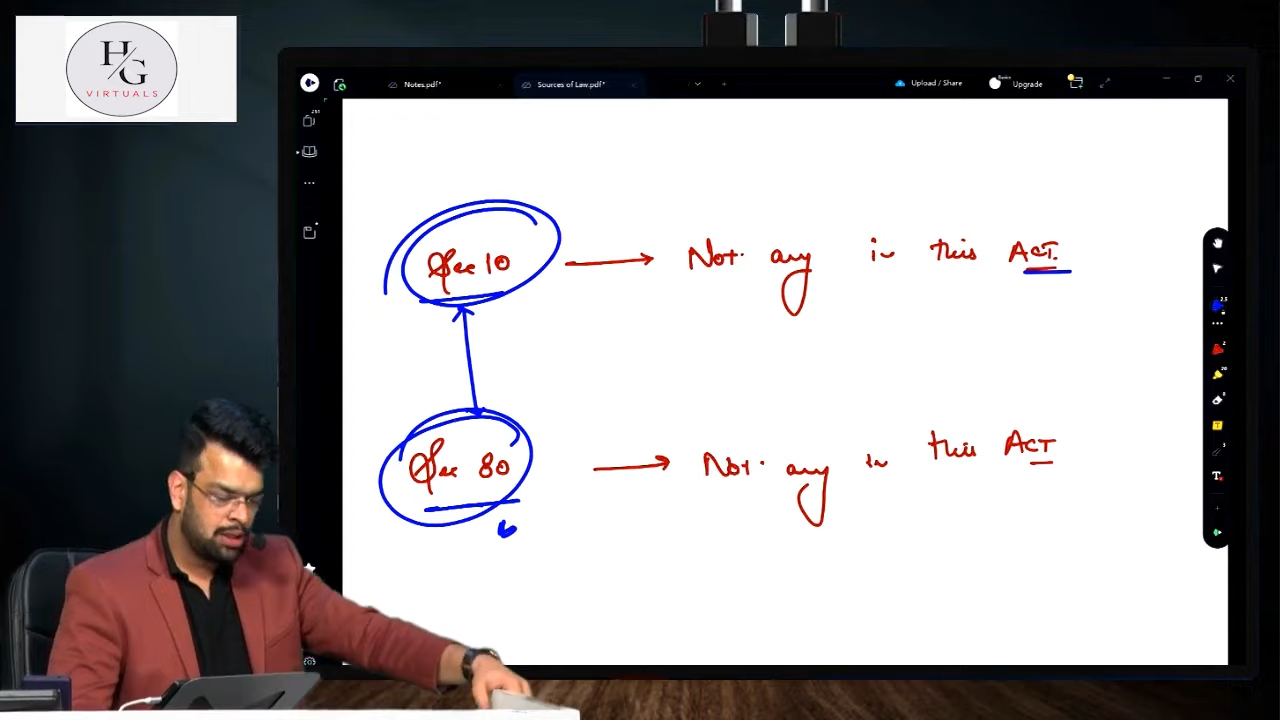 H/G
VIRTUALS
Notes.pdf*
Sources of Law.pdf*
Upload / Share
Basic
Upgrade
Sec 10 → Not any in this ACT.
Sec 80 → Not any in this ACT